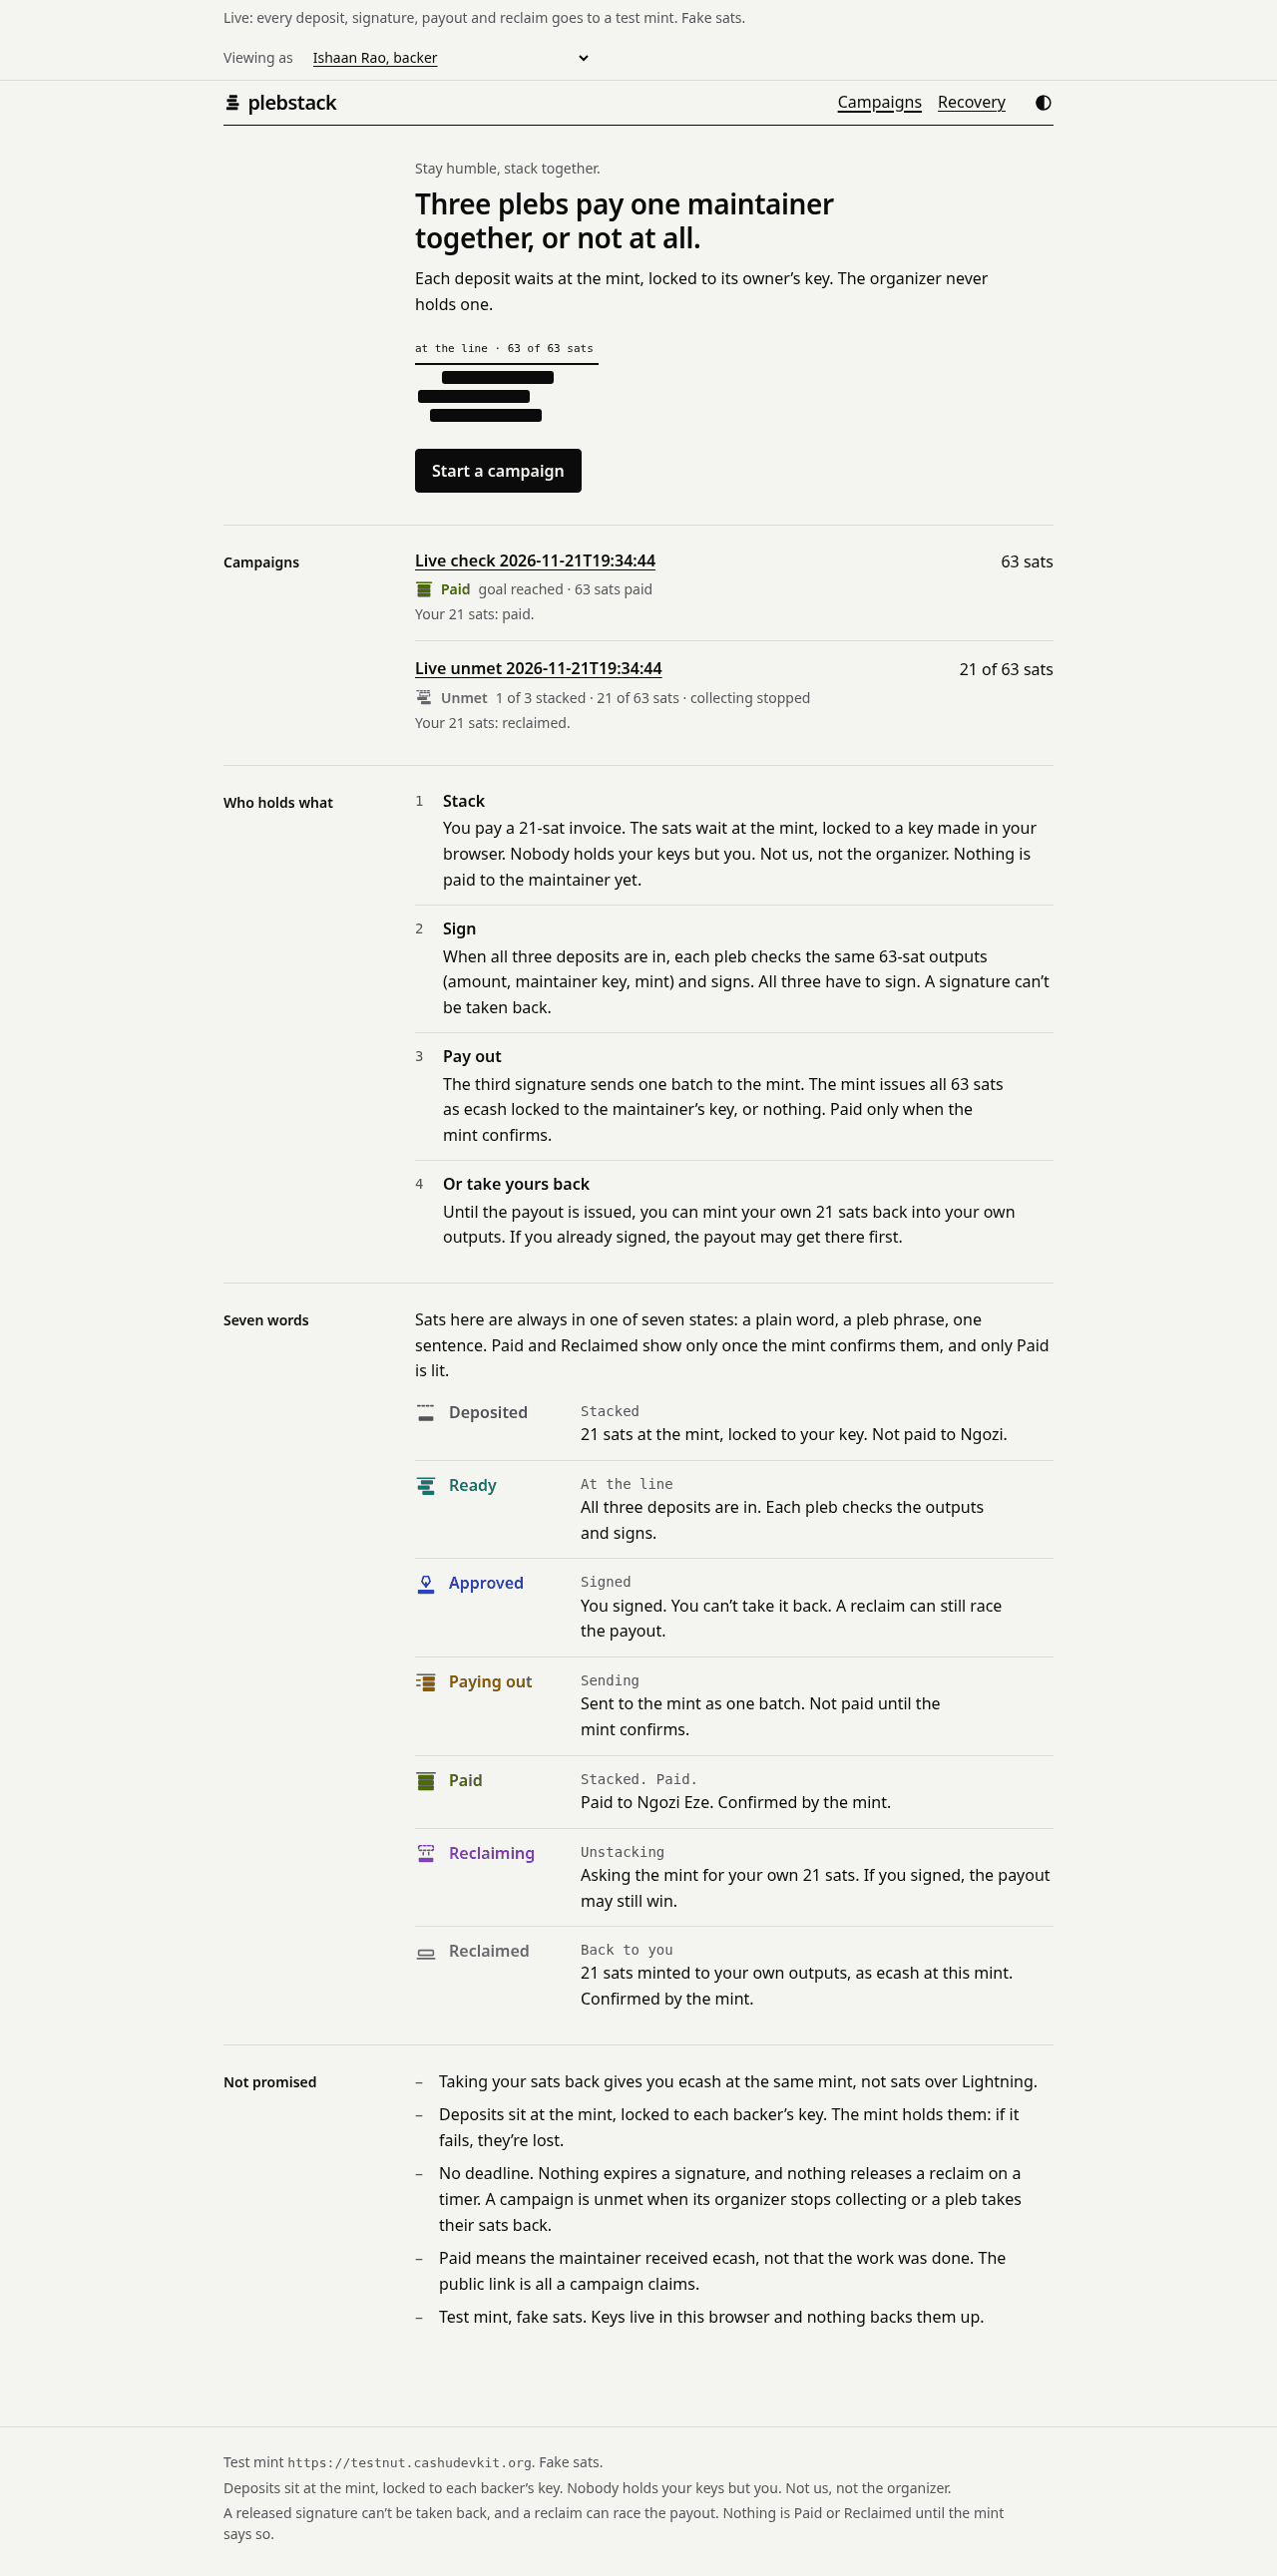 Live: every deposit, signature, payout and reclaim goes to a test mint. Fake sats.
Viewing as Ishaan Rao, backer
plebstack
Campaigns Recovery
Stay humble, stack together.
Three plebs pay one maintainer
together, or not at all.
Each deposit waits at the mint, locked to its owner’s key. The organizer never
holds one.
at the line · 63 of 63 sats
Start a campaign
Campaigns
Live check 2026-11-21T19:34:44 63 sats
Paid goal reached · 63 sats paid
Your 21 sats: paid.
Live unmet 2026-11-21T19:34:44 21 of 63 sats
Unmet 1 of 3 stacked · 21 of 63 sats · collecting stopped
Your 21 sats: reclaimed.
Who holds what
1 Stack
You pay a 21-sat invoice. The sats wait at the mint, locked to a key made in your
browser. Nobody holds your keys but you. Not us, not the organizer. Nothing is
paid to the maintainer yet.
2 Sign
When all three deposits are in, each pleb checks the same 63-sat outputs
(amount, maintainer key, mint) and signs. All three have to sign. A signature can’t
be taken back.
3 Pay out
The third signature sends one batch to the mint. The mint issues all 63 sats
as ecash locked to the maintainer’s key, or nothing. Paid only when the
mint confirms.
4 Or take yours back
Until the payout is issued, you can mint your own 21 sats back into your own
outputs. If you already signed, the payout may get there first.
Seven words
Sats here are always in one of seven states: a plain word, a pleb phrase, one
sentence. Paid and Reclaimed show only once the mint confirms them, and only Paid
is lit.
Deposited Stacked
21 sats at the mint, locked to your key. Not paid to Ngozi.
Ready At the line
All three deposits are in. Each pleb checks the outputs
and signs.
Approved Signed
You signed. You can’t take it back. A reclaim can still race
the payout.
Paying out Sending
Sent to the mint as one batch. Not paid until the
mint confirms.
Paid Stacked. Paid.
Paid to Ngozi Eze. Confirmed by the mint.
Reclaiming Unstacking
Asking the mint for your own 21 sats. If you signed, the payout
may still win.
Reclaimed Back to you
21 sats minted to your own outputs, as ecash at this mint.
Confirmed by the mint.
Not promised
– Taking your sats back gives you ecash at the same mint, not sats over Lightning.
– Deposits sit at the mint, locked to each backer’s key. The mint holds them: if it
fails, they’re lost.
– No deadline. Nothing expires a signature, and nothing releases a reclaim on a
timer. A campaign is unmet when its organizer stops collecting or a pleb takes
their sats back.
– Paid means the maintainer received ecash, not that the work was done. The
public link is all a campaign claims.
– Test mint, fake sats. Keys live in this browser and nothing backs them up.
Test mint https://testnut.cashudevkit.org. Fake sats.
Deposits sit at the mint, locked to each backer’s key. Nobody holds your keys but you. Not us, not the organizer.
A released signature can’t be taken back, and a reclaim can race the payout. Nothing is Paid or Reclaimed until the mint
says so.